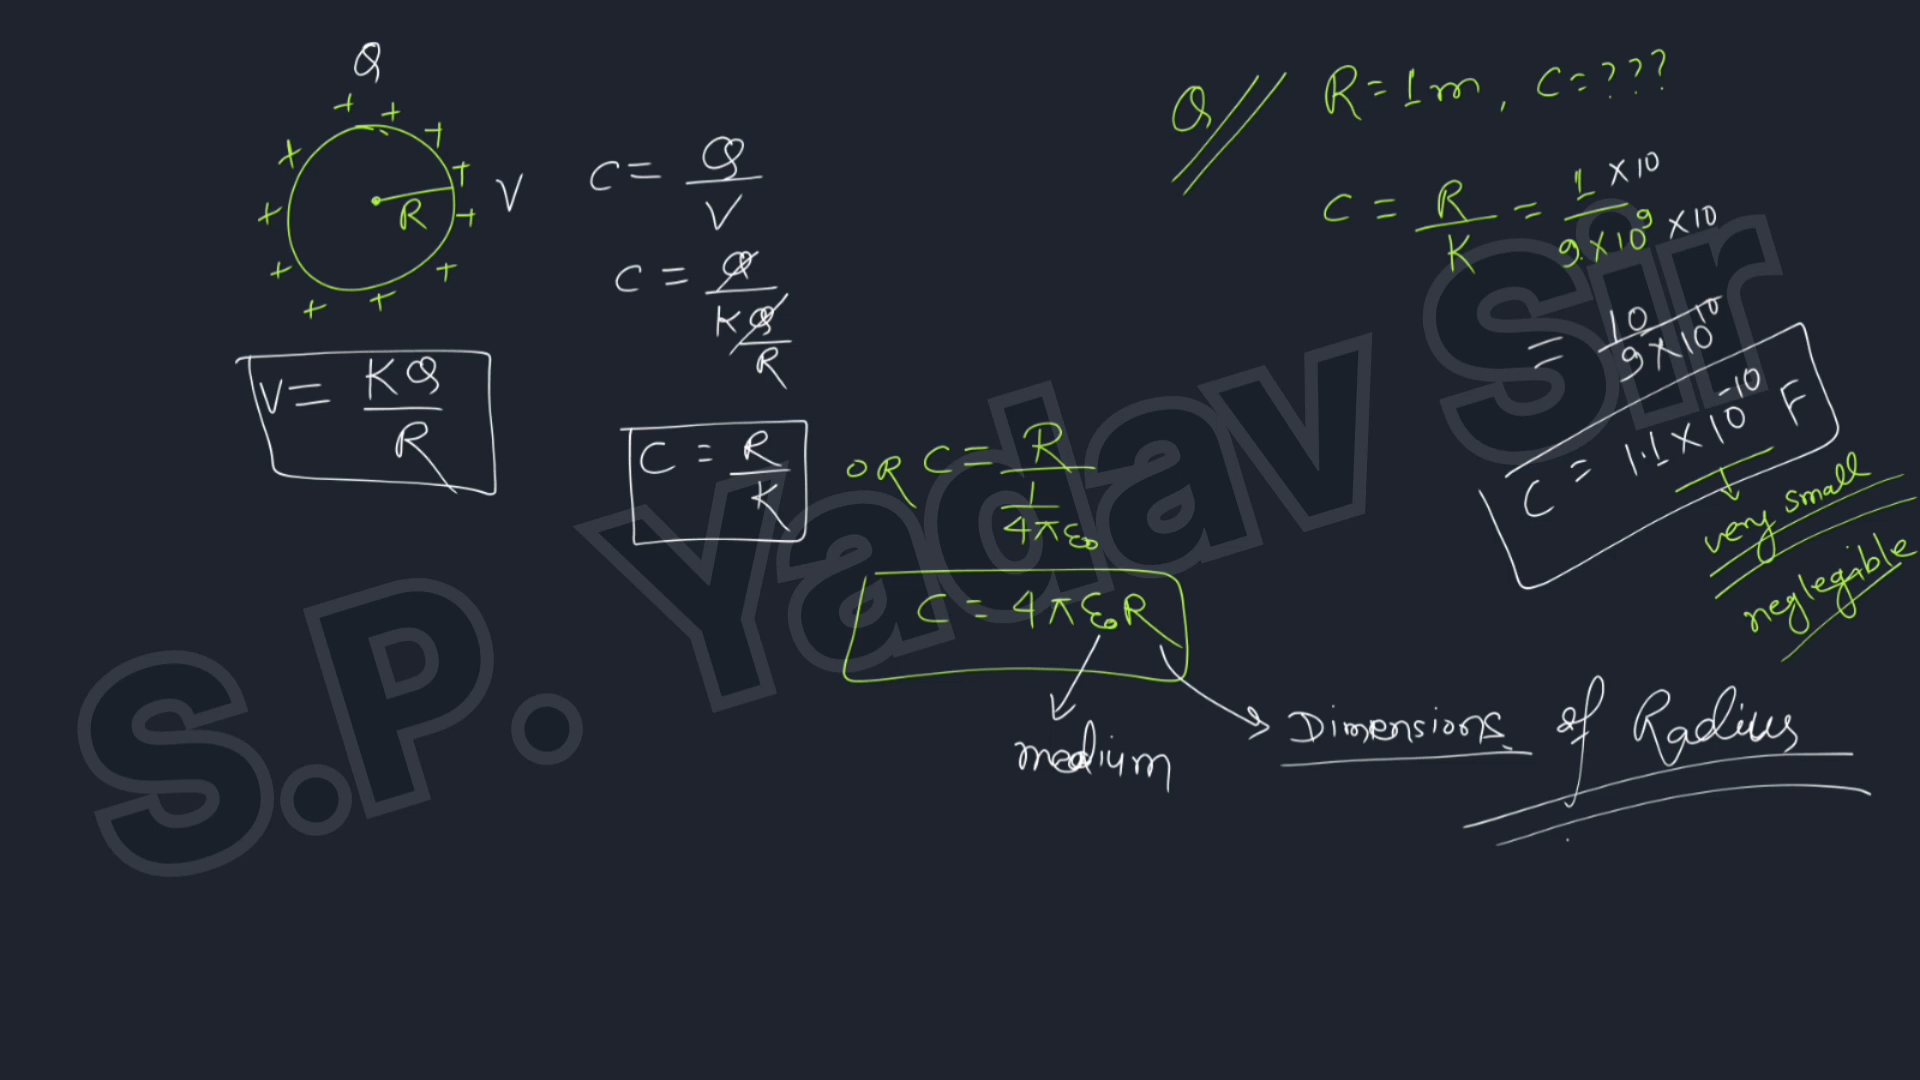 Q
+ + + + + + + + + + +
R
V
V = KQ/R
C = Q/V
C = Q/(KQ/R)
C = R/K
OR C = R/(1/4πε₀)
C = 4πε₀R
medium
Dimensions of Radius
Q// R = 1m, C = ???
C = R/K = 1 × 10/9 × 10⁹ × 10
= 10/9 × 10¹⁰
C = 1.1 × 10⁻¹⁰ F
very small
neglegable
S.P. Yadav Sir